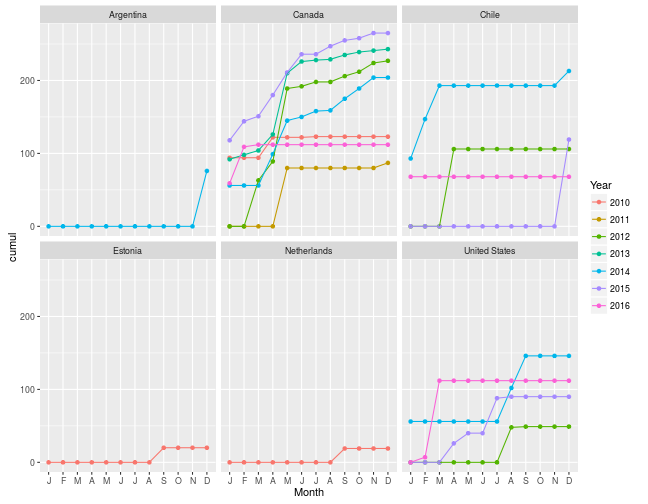 Argentina Canada Chile
200
100
0
Estonia Netherlands United States
200
100
0
J F M A M J J A S O N D J F M A M J J A S O N D J F M A M J J A S O N D
Month
cumul
Year
2010
2011
2012
2013
2014
2015
2016